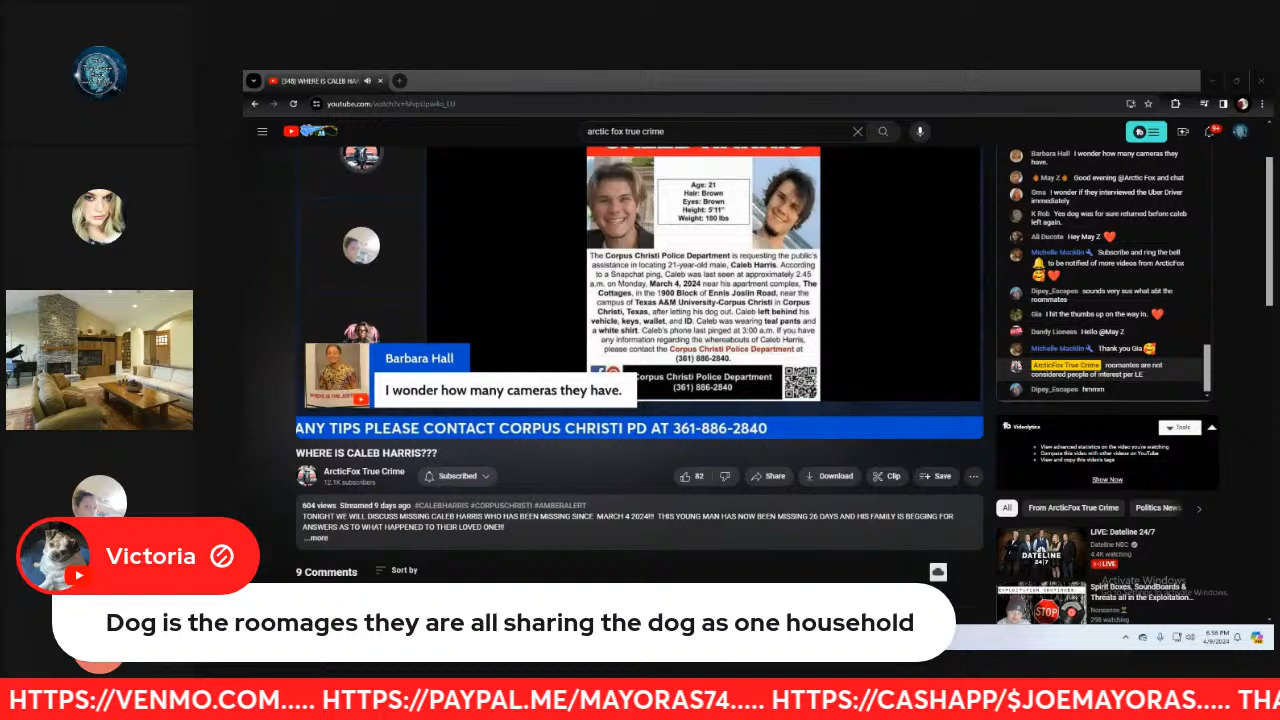 [348] WHERE IS CALEB HAR
youtube.com/watch?v=MvpUpw4o_LU
arctic fox true crime
9+
CALEB HARRIS
Age: 21
Hair: Brown
Eyes: Brown
Height: 5'11"
Weight: 180 lbs
The Corpus Christi Police Department is requesting the public's
assistance in locating 21-year-old male, Caleb Harris. According
to a Snapchat ping, Caleb was last seen at approximately 2:45
a.m. on Monday, March 4, 2024 near his apartment complex, The
Cottages, in the 1900 Block of Ennis Joslin Road, near the
campus of Texas A&M University-Corpus Christi in Corpus
Christi, Texas, after letting his dog out. Caleb left behind his
vehicle, keys, wallet, and ID. Caleb was wearing teal pants and
a white shirt. Caleb's phone last pinged at 3:00 a.m. If you have
any information regarding the whereabouts of Caleb Harris,
please contact the Corpus Christi Police Department at
(361) 886-2840.
Corpus Christi Police Department
(361) 886-2840
Barbara Hall
I wonder how many cameras they have.
ANY TIPS PLEASE CONTACT CORPUS CHRISTI PD AT 361-886-2840
WHERE IS CALEB HARRIS???
ArcticFox True Crime
12.1K subscribers
Subscribed
82
Share
Download
Clip
Save
604 views Streamed 9 days ago #CALEBHARRIS #CORPUSCHRISTI #AMBERALERT
TONIGHT WE WILL DISCUSS MISSING CALEB HARRIS WHO HAS BEEN MISSING SINCE MARCH 4 2024!!! THIS YOUNG MAN HAS NOW BEEN MISSING 26 DAYS AND HIS FAMILY IS BEGGING FOR
ANSWERS AS TO WHAT HAPPENED TO THEIR LOVED ONE!!!
...more
9 Comments
Sort by
Barbara Hall I wonder how many cameras they
have.
May Z Good evening @Arctic Fox and chat
Gma I wonder if they interviewed the Uber Driver
immediately
K Rob Yes dog was for sure returned before caleb
left again.
Ali Ducote Hey May Z
Michelle Macklin Subscribe and ring the bell
to be notified of more videos from ArcticFox
Dipey_Escapes sounds very sus what abt the
roommates
Gia I hit the thumbs up on the way in.
Dandy Lioness Hello @May Z
Michelle Macklin Thank you Gia
ArcticFox True Crime roomantes are not
considered people of interest per LE
Dipey_Escapes hmmm
Videolytics
Tools
View advanced statistics on the video you're watching
Compare this video with other videos on YouTube
View and copy this video's tags
Show Now
All
From ArcticFox True Crime
Politics News
LIVE: Dateline 24/7
Dateline NBC
4.4K watching
LIVE
Spirit Boxes, SoundBoards &
Threats all in the Exploitation...
Nonsense
298 watching
STOP
Activate Windows
6:56 PM
4/9/2024
Victoria
Dog is the roomages they are all sharing the dog as one household
HTTPS://VENMO.COM..... HTTPS://PAYPAL.ME/MAYORAS74..... HTTPS://CASHAPP/$JOEMAYORAS..... THA